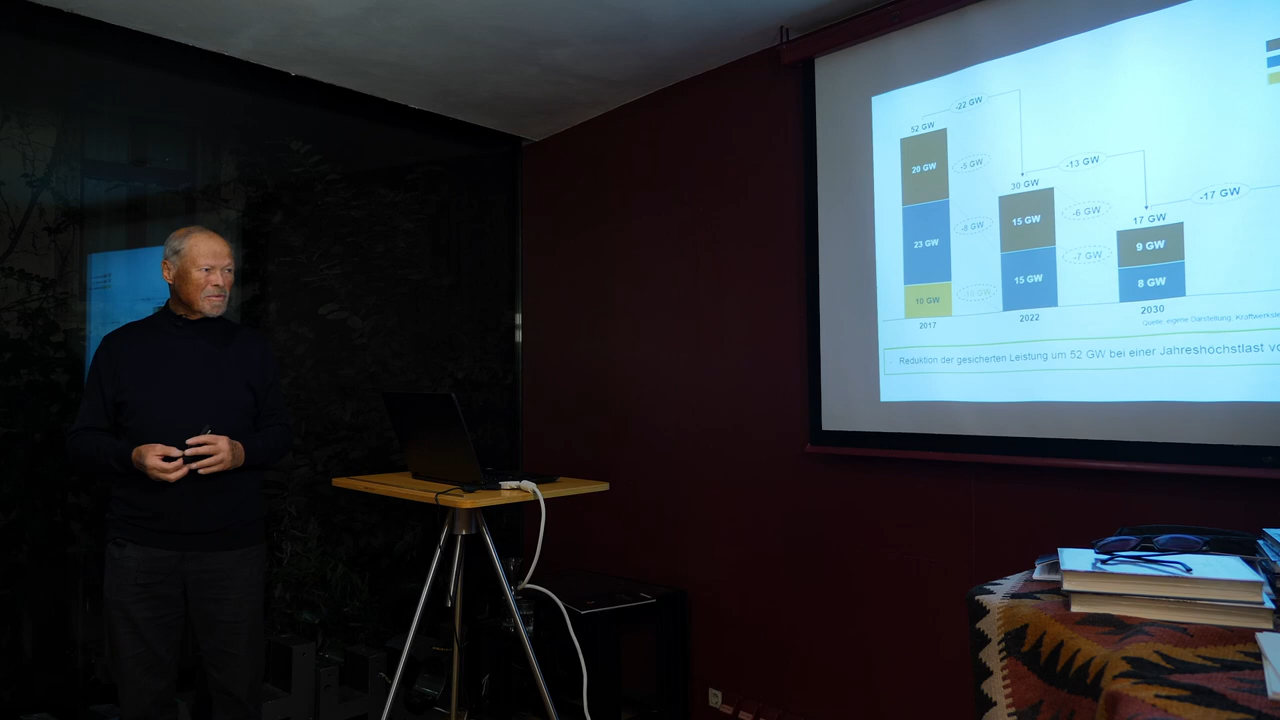 -22 GW
52 GW
20 GW
-5 GW
-13 GW
30 GW
-17 GW
15 GW
-6 GW
17 GW
23 GW
-8 GW
9 GW
15 GW
-7 GW
8 GW
10 GW
2017
2022
2030
Quelle: eigene Darstellung; Kraftwerksle
Reduktion der gesicherten Leistung um 52 GW bei einer Jahreshöchstlast vo